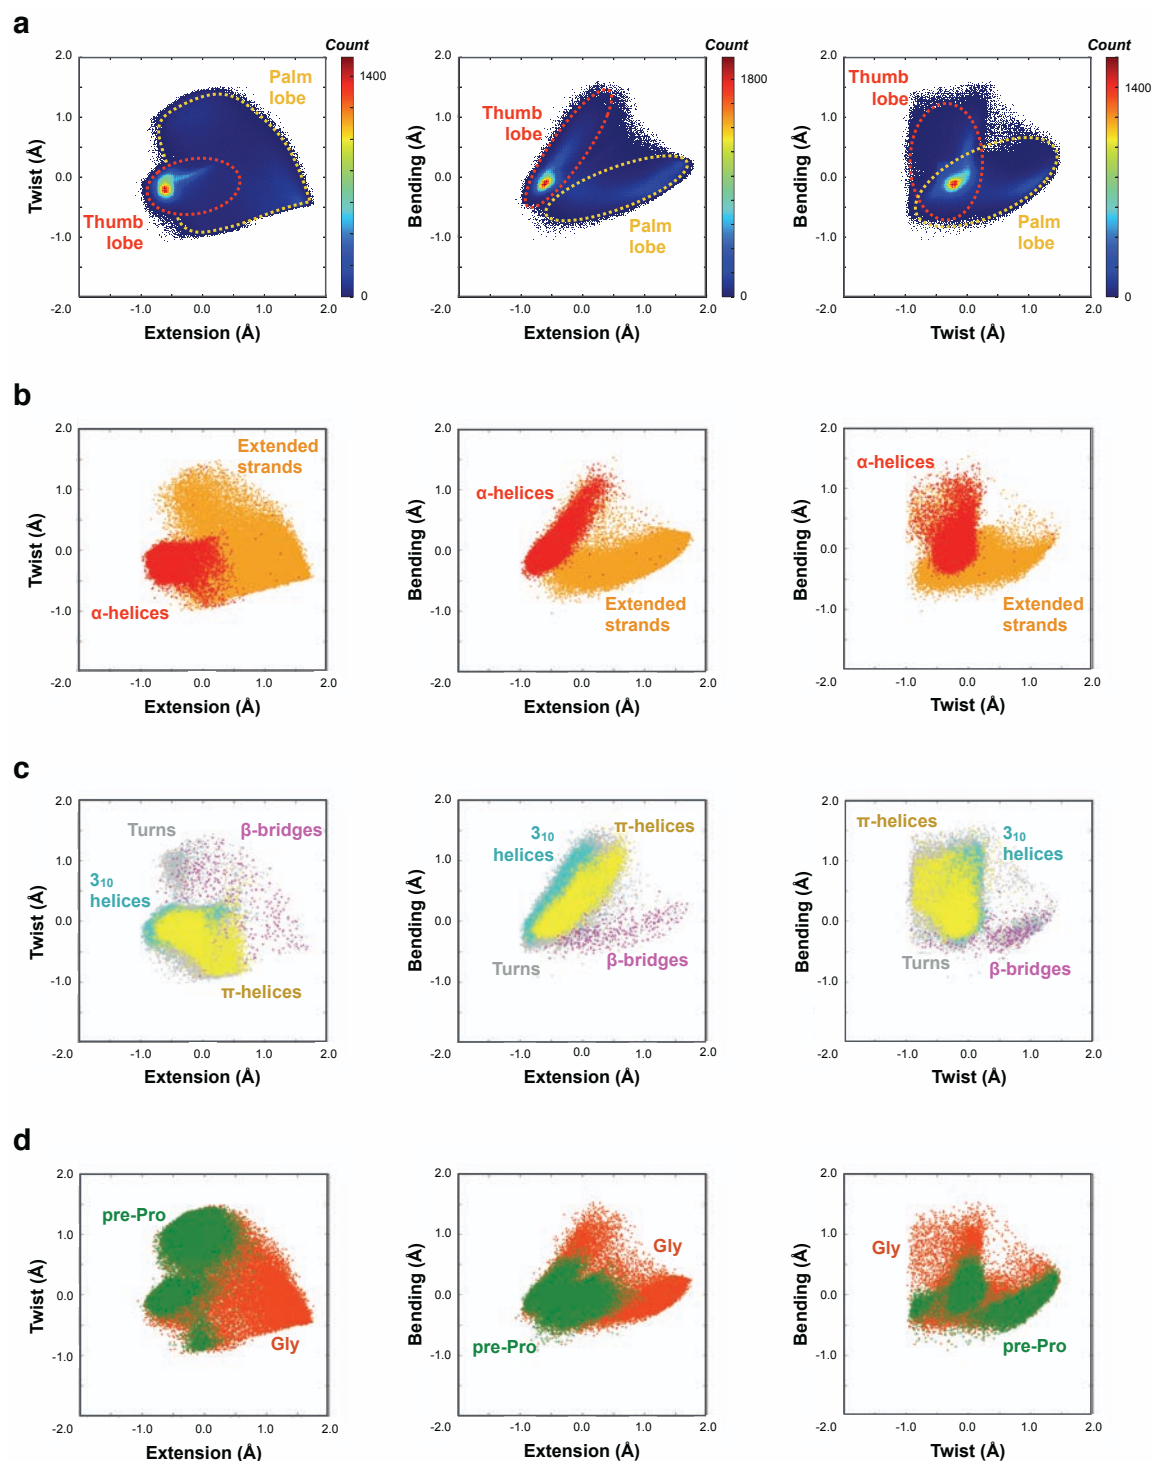 a
Count
Count
Count
2.0
1.0
0.0
-1.0
-2.0
-1.0
0.0
1.0
2.0
Twist (Å)
Extension (Å)
Palm
lobe
Thumb
lobe
1400
0
2.0
1.0
0.0
-1.0
-2.0
-1.0
0.0
1.0
2.0
Bending (Å)
Extension (Å)
Thumb
lobe
Palm
lobe
1800
0
2.0
1.0
0.0
-1.0
-2.0
-1.0
0.0
1.0
2.0
Bending (Å)
Twist (Å)
Thumb
lobe
Palm
lobe
1400
0
b
2.0
1.0
0.0
-1.0
-2.0
-1.0
0.0
1.0
2.0
Twist (Å)
Extension (Å)
Extended
strands
α-helices
2.0
1.0
0.0
-1.0
-2.0
-1.0
0.0
1.0
2.0
Bending (Å)
Extension (Å)
α-helices
Extended
strands
2.0
1.0
0.0
-1.0
-2.0
-1.0
0.0
1.0
2.0
Bending (Å)
Twist (Å)
α-helices
Extended
strands
c
2.0
1.0
0.0
-1.0
-2.0
-1.0
0.0
1.0
2.0
Twist (Å)
Extension (Å)
Turns
β-bridges
3₁₀
helices
π-helices
2.0
1.0
0.0
-1.0
-2.0
-1.0
0.0
1.0
2.0
Bending (Å)
Extension (Å)
3₁₀
helices
π-helices
Turns
β-bridges
2.0
1.0
0.0
-1.0
-2.0
-1.0
0.0
1.0
2.0
Bending (Å)
Twist (Å)
π-helices
3₁₀
helices
Turns
β-bridges
d
2.0
1.0
0.0
-1.0
-2.0
-1.0
0.0
1.0
2.0
Twist (Å)
Extension (Å)
pre-Pro
Gly
2.0
1.0
0.0
-1.0
-2.0
-1.0
0.0
1.0
2.0
Bending (Å)
Extension (Å)
Gly
pre-Pro
2.0
1.0
0.0
-1.0
-2.0
-1.0
0.0
1.0
2.0
Bending (Å)
Twist (Å)
Gly
pre-Pro